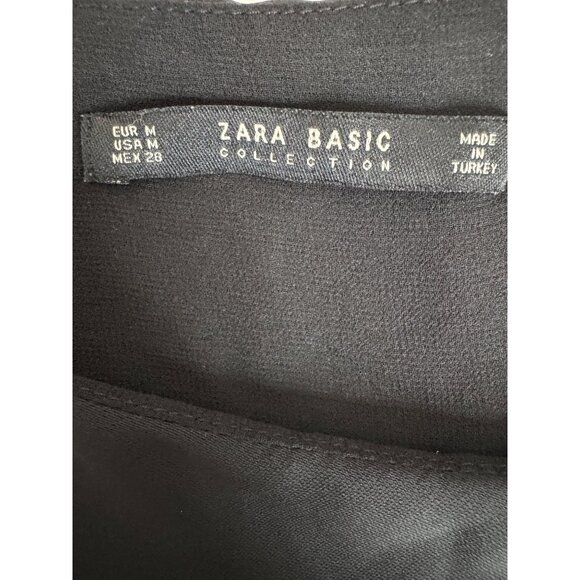 EUR M
USA M
MEX 28
ZARA BASIC
COLLECTION
MADE
IN
TURKEY